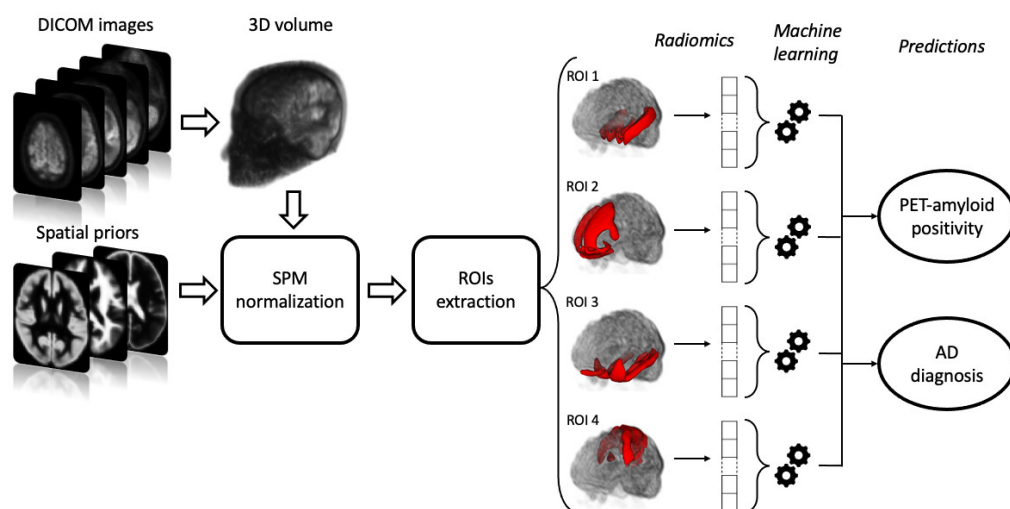 DICOM images
3D volume
Radiomics
Machine
learning
Predictions
ROI 1
ROI 2
Spatial priors
SPM
normalization
ROIs
extraction
PET-amyloid
positivity
ROI 3
AD
diagnosis
ROI 4